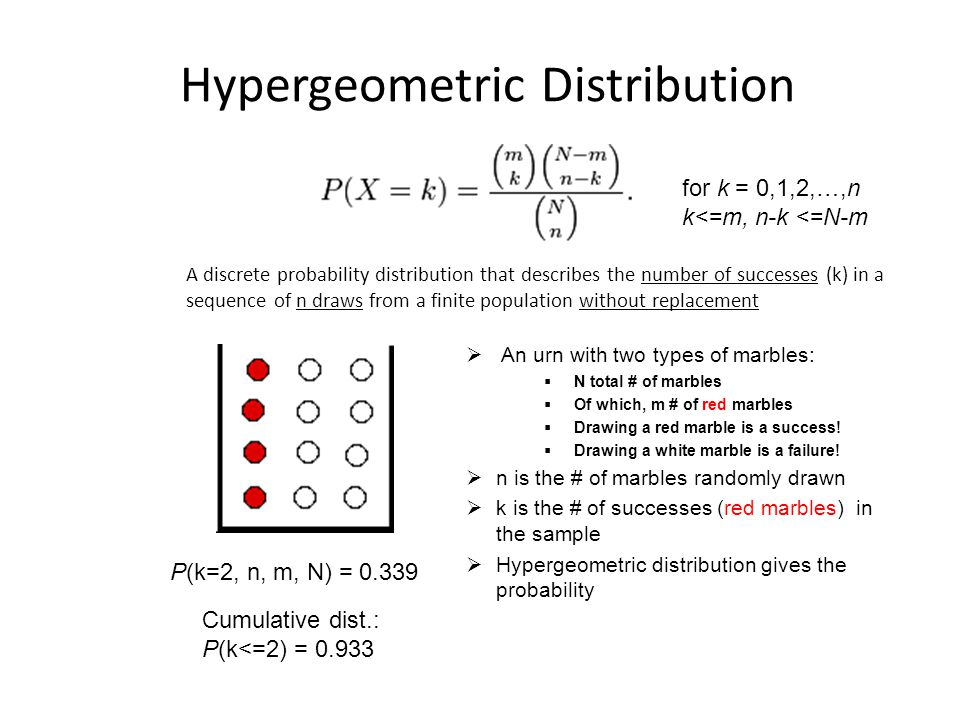 Hypergeometric Distribution
P(X = k) = \frac{\binom{m}{k}\binom{N-m}{n-k}}{\binom{N}{n}}.
for k = 0,1,2,…,n
k<=m, n-k <=N-m
A discrete probability distribution that describes the number of successes (k) in a
sequence of n draws from a finite population without replacement
➢ An urn with two types of marbles:
▪ N total # of marbles
▪ Of which, m # of red marbles
▪ Drawing a red marble is a success!
▪ Drawing a white marble is a failure!
➢ n is the # of marbles randomly drawn
➢ k is the # of successes (red marbles) in
the sample
➢ Hypergeometric distribution gives the
probability
P(k=2, n, m, N) = 0.339
Cumulative dist.:
P(k<=2) = 0.933